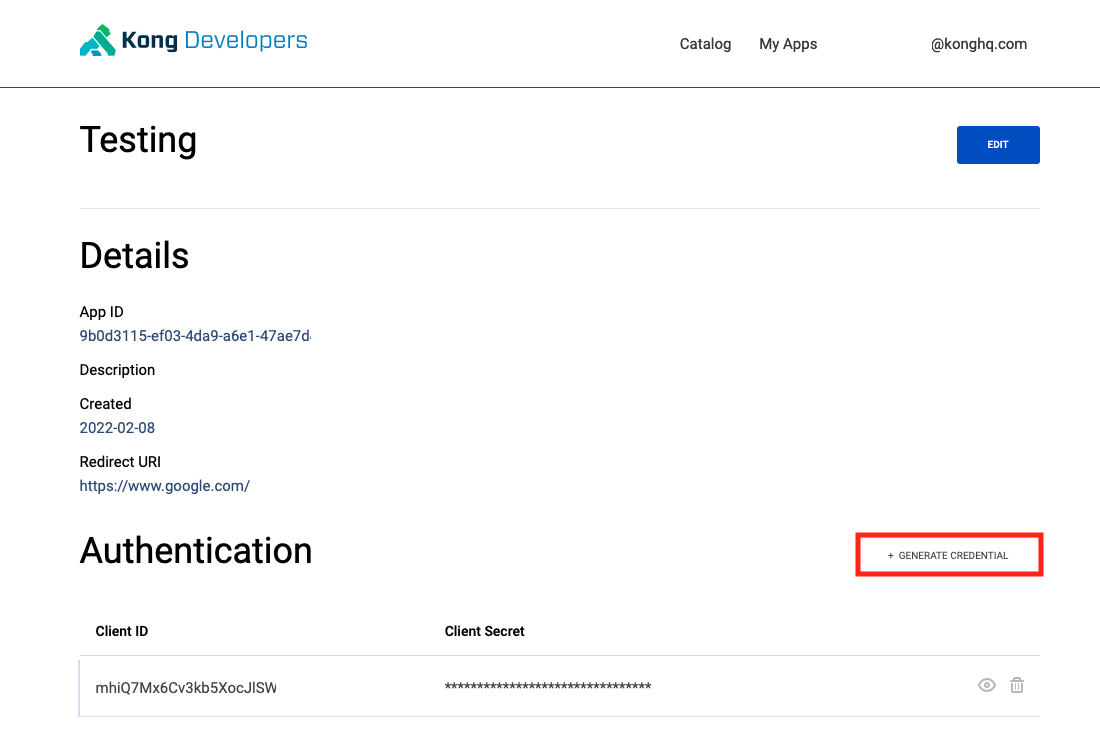 Kong Developers
Catalog My Apps @konghq.com
Testing
EDIT
Details
App ID
9b0d3115-ef03-4da9-a6e1-47ae7d
Description
Created
2022-02-08
Redirect URI
https://www.google.com/
Authentication
+ GENERATE CREDENTIAL
Client ID Client Secret
mhiQ7Mx6Cv3kb5XocJlSW ********************************